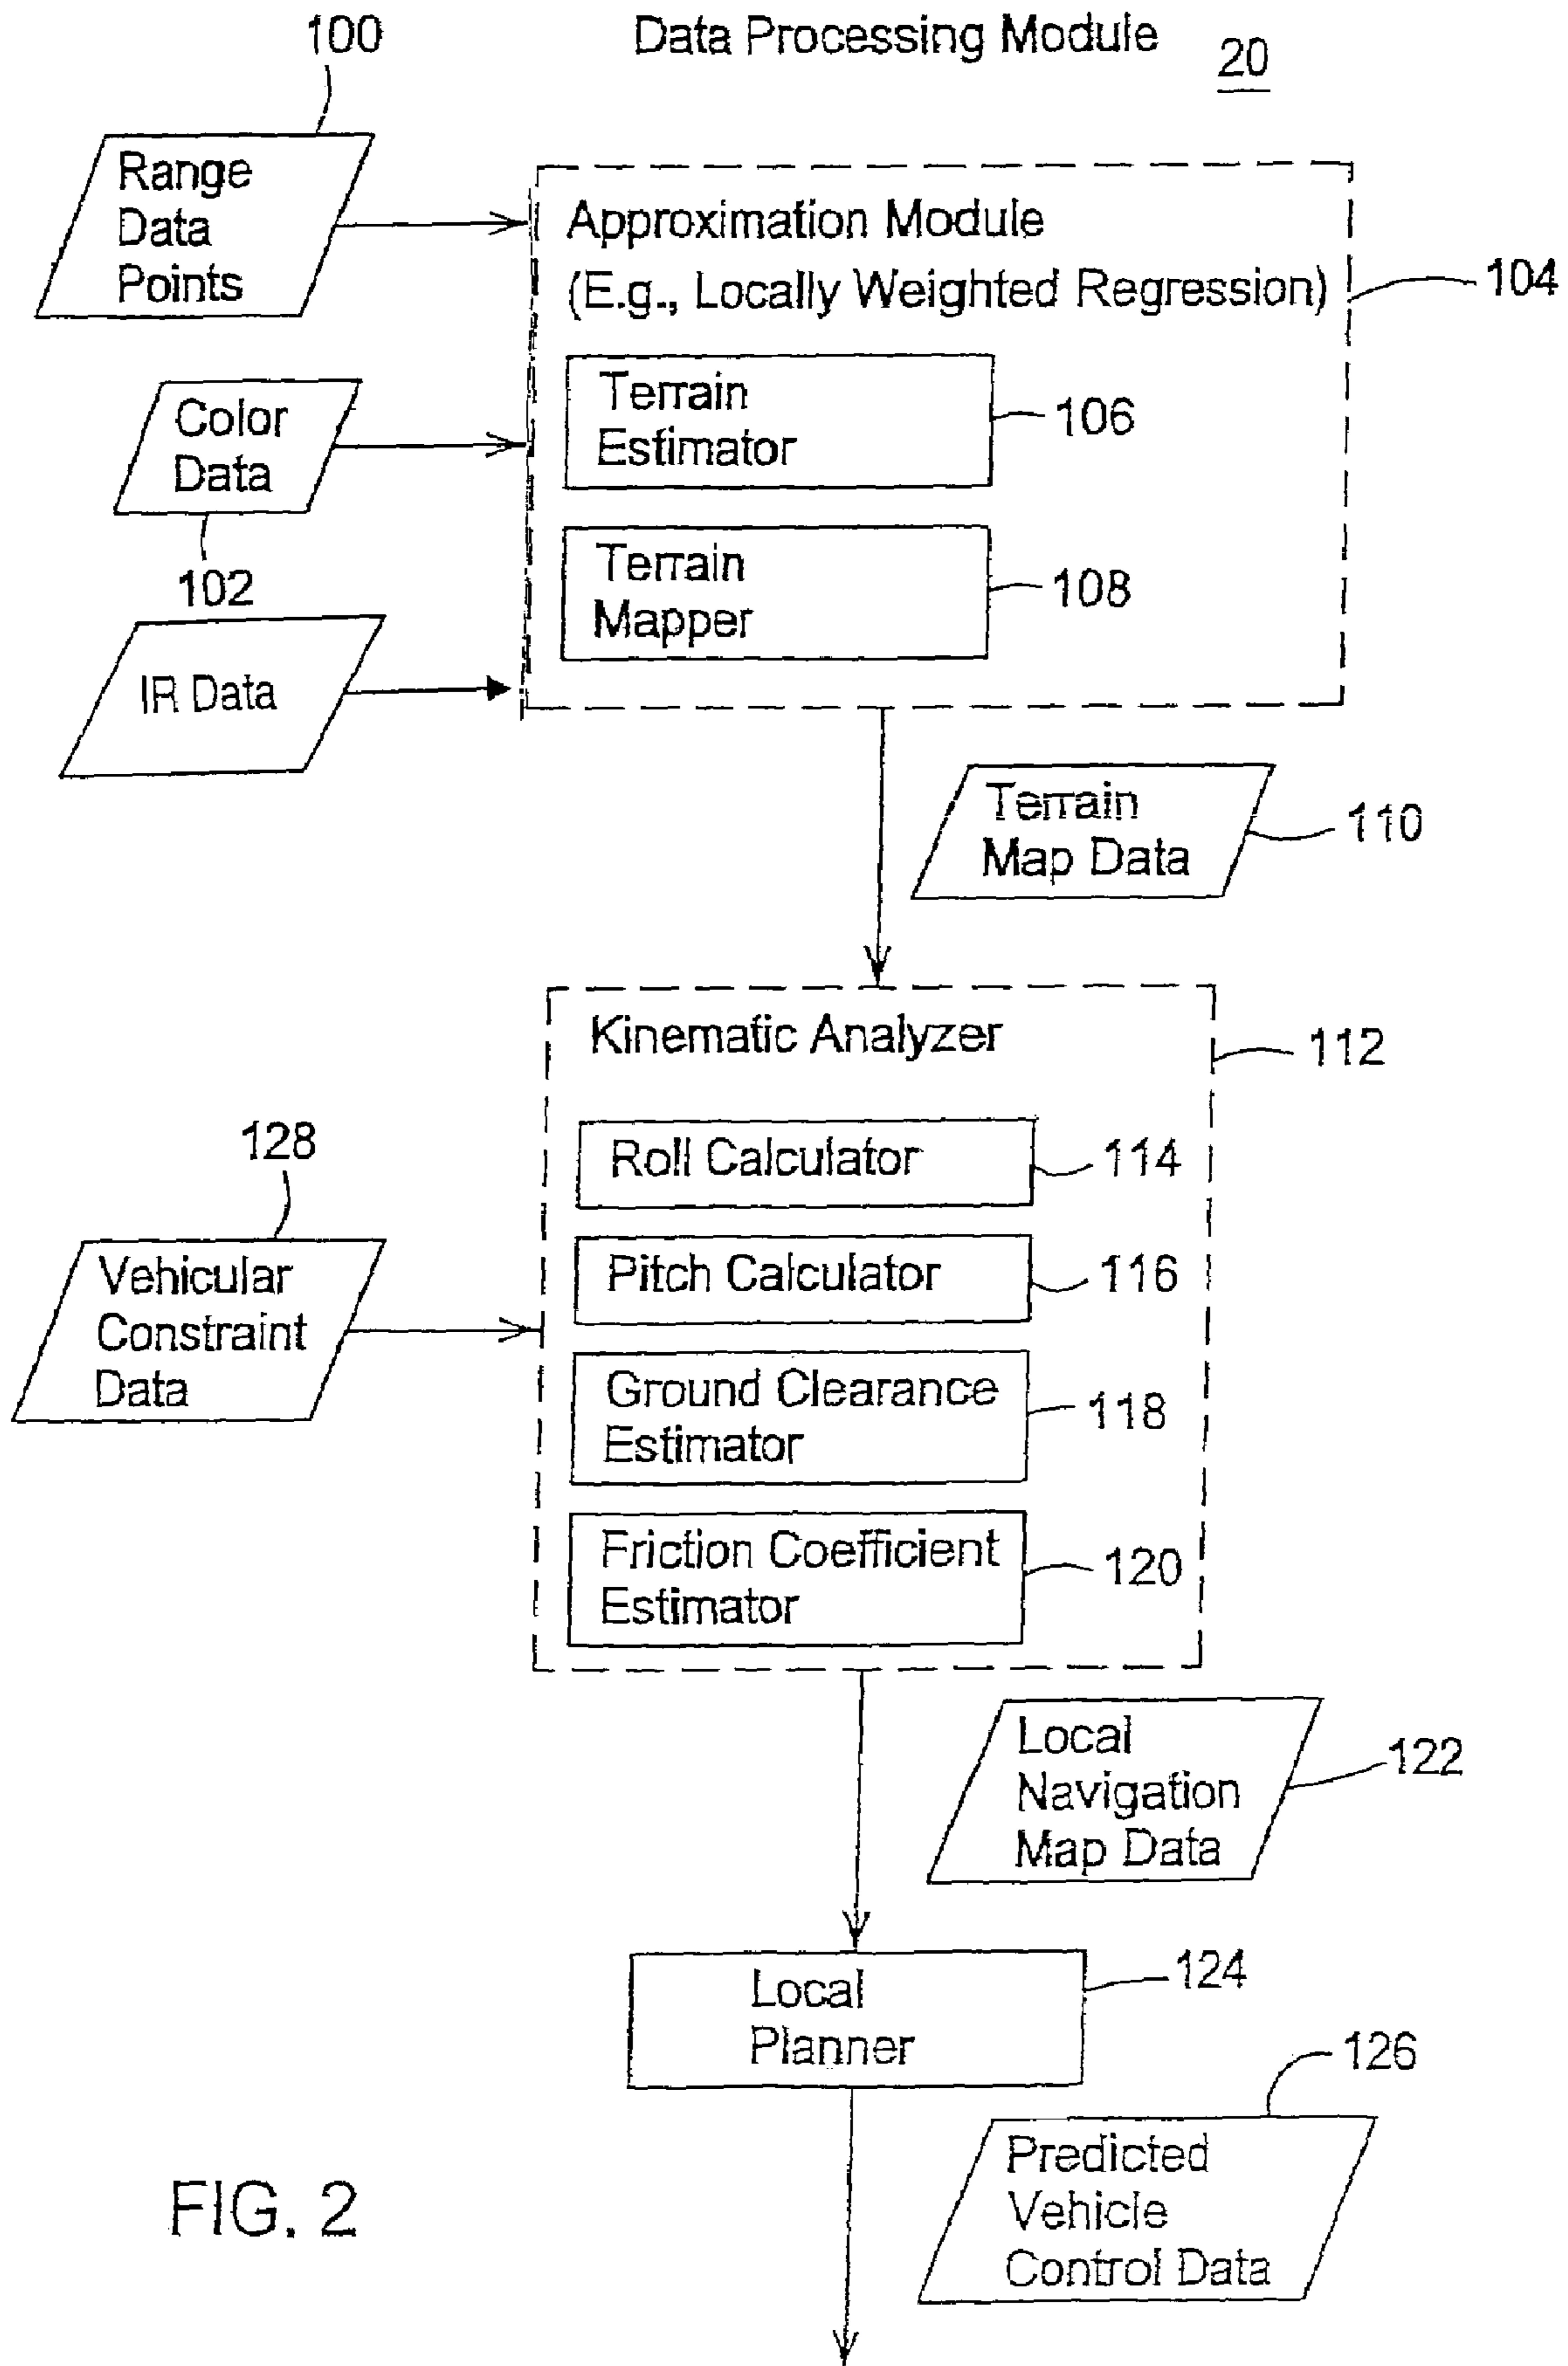 100
Data Processing Module
20
Range
Data
Points
Approximation Module
(E.g., Locally Weighted Regression)
104
Terrain
Estimator
106
Color
Data
102
Terrain
Mapper
108
IR Data
Terrain
Map Data
110
Kinematic Analyzer
112
128
Roll Calculator
114
Vehicular
Constraint
Data
Pitch Calculator
116
Ground Clearance
Estimator
118
Friction Coefficient
Estimator
120
Local
Navigation
Map Data
122
Local
Planner
124
126
Predicted
Vehicle
Control Data
FIG. 2